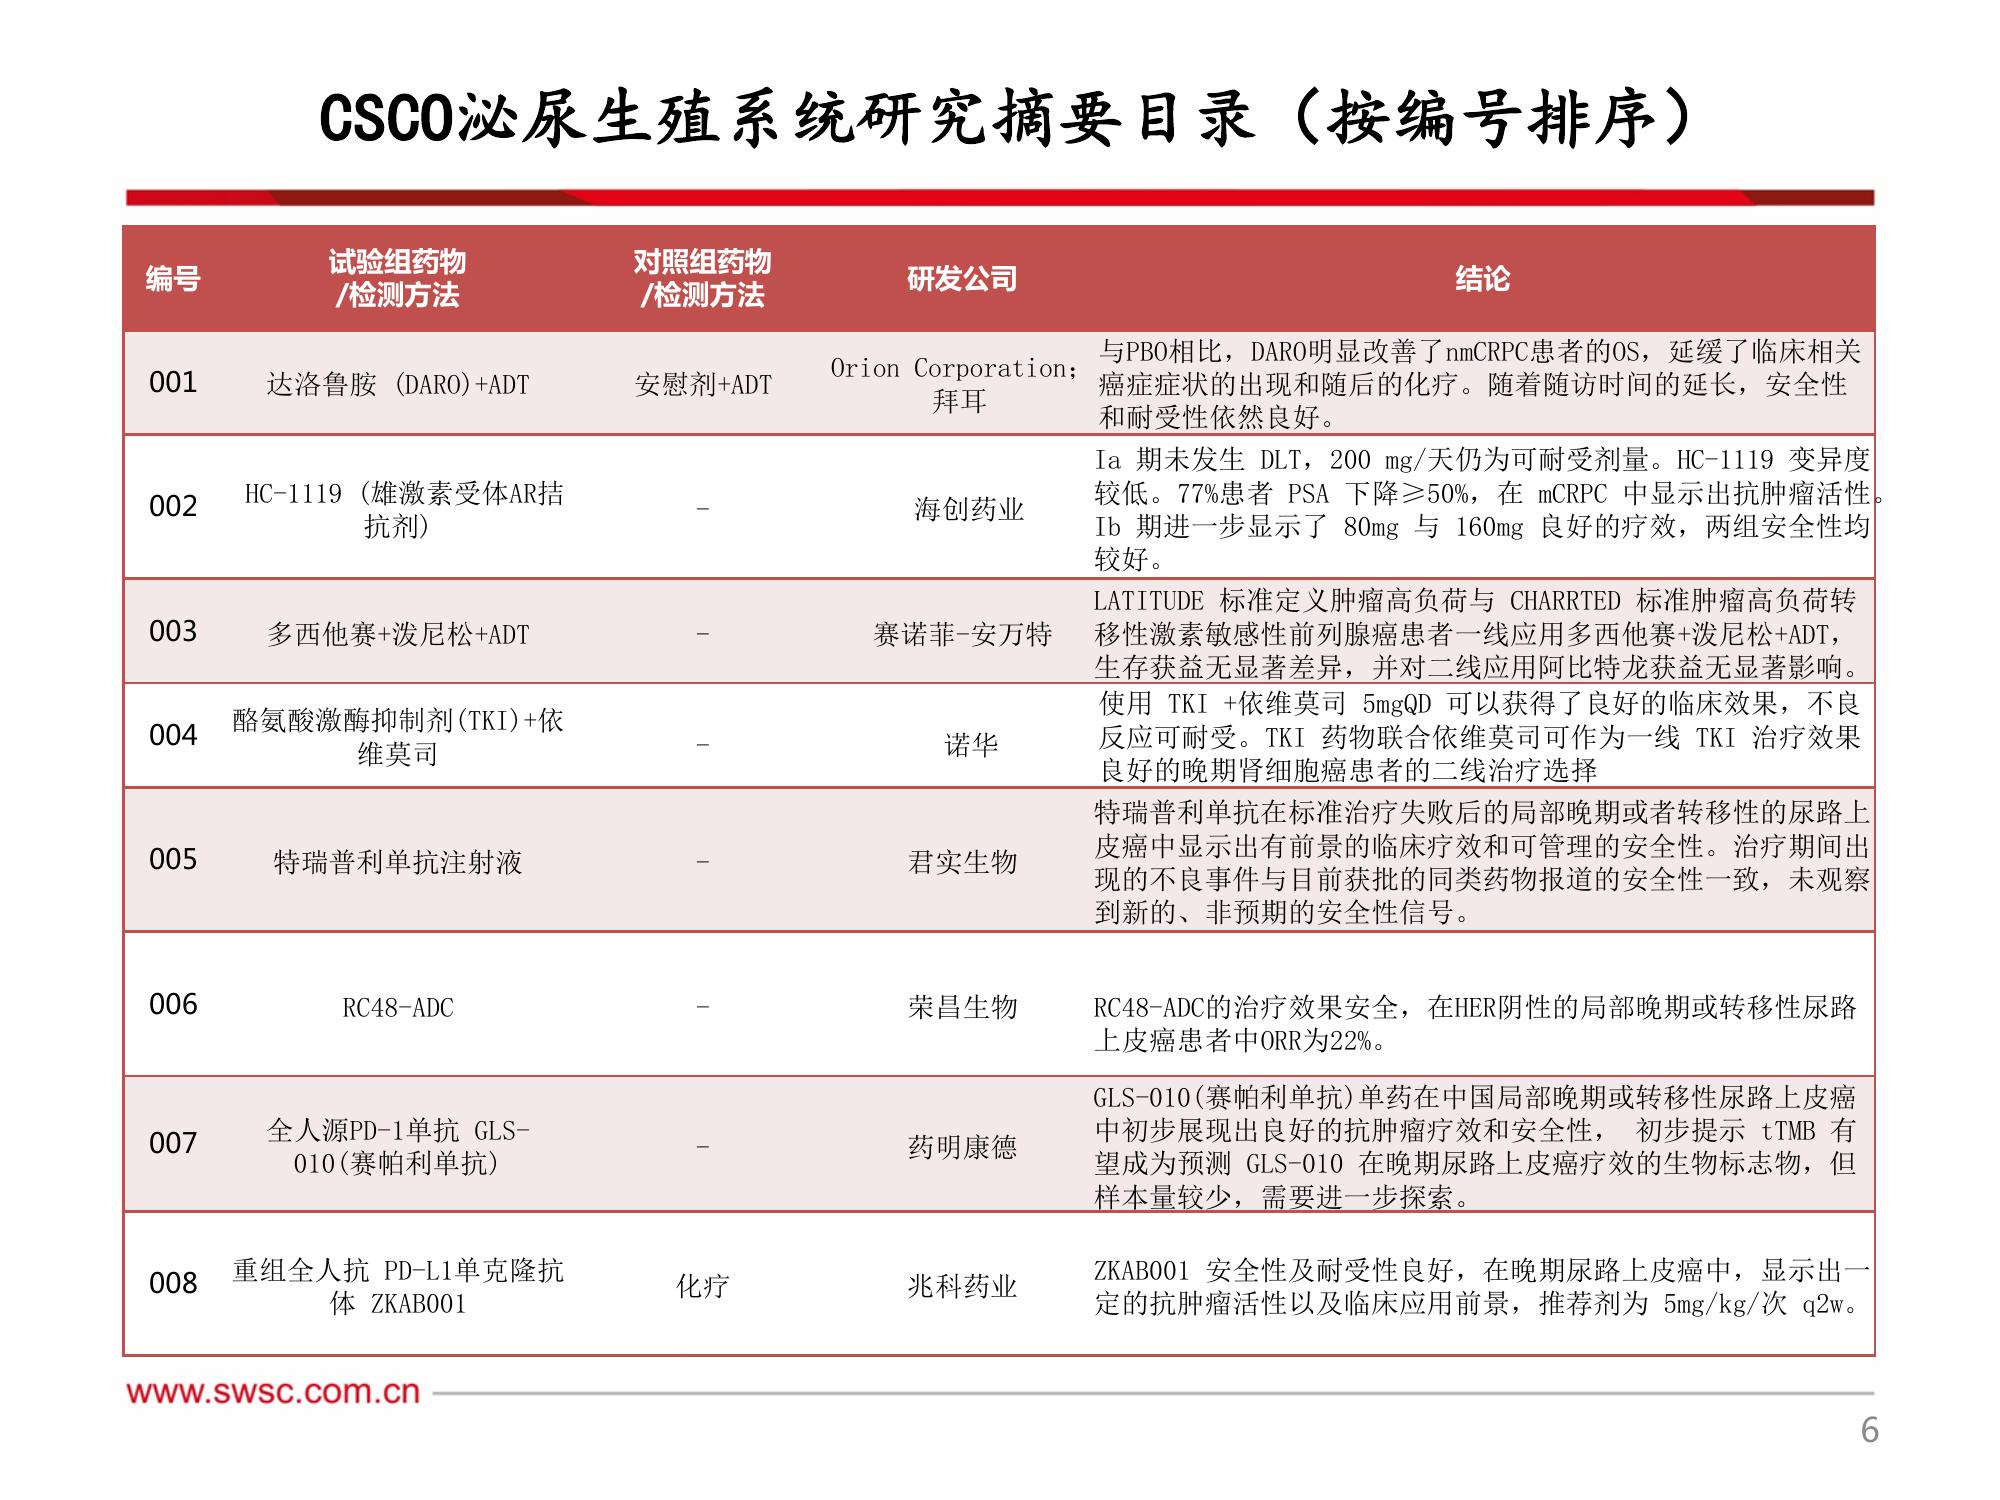 CSCO泌尿生殖系统研究摘要目录（按编号排序）
编号
试验组药物
/检测方法
对照组药物
/检测方法
研发公司
结论
001
达洛鲁胺 (DARO)+ADT
安慰剂+ADT
Orion Corporation;
拜耳
与PBO相比，DARO明显改善了nmCRPC患者的OS，延缓了临床相关
癌症症状的出现和随后的化疗。随着随访时间的延长，安全性
和耐受性依然良好。
002
HC-1119 (雄激素受体AR拮
抗剂)
–
海创药业
Ia 期未发生 DLT，200 mg/天仍为可耐受剂量。HC-1119 变异度
较低。77%患者 PSA 下降≥50%，在 mCRPC 中显示出抗肿瘤活性。
Ib 期进一步显示了 80mg 与 160mg 良好的疗效，两组安全性均
较好。
003
多西他赛+泼尼松+ADT
–
赛诺菲-安万特
LATITUDE 标准定义肿瘤高负荷与 CHARRTED 标准肿瘤高负荷转
移性激素敏感性前列腺癌患者一线应用多西他赛+泼尼松+ADT，
生存获益无显著差异，并对二线应用阿比特龙获益无显著影响。
004
酪氨酸激酶抑制剂(TKI)+依
维莫司
–
诺华
使用 TKI +依维莫司 5mgQD 可以获得了良好的临床效果，不良
反应可耐受。TKI 药物联合依维莫司可作为一线 TKI 治疗效果
良好的晚期肾细胞癌患者的二线治疗选择
005
特瑞普利单抗注射液
–
君实生物
特瑞普利单抗在标准治疗失败后的局部晚期或者转移性的尿路上
皮癌中显示出有前景的临床疗效和可管理的安全性。治疗期间出
现的不良事件与目前获批的同类药物报道的安全性一致，未观察
到新的、非预期的安全性信号。
006
RC48-ADC
–
荣昌生物
RC48-ADC的治疗效果安全，在HER阴性的局部晚期或转移性尿路
上皮癌患者中ORR为22%。
007
全人源PD-1单抗 GLS-
010(赛帕利单抗)
–
药明康德
GLS-010(赛帕利单抗)单药在中国局部晚期或转移性尿路上皮癌
中初步展现出良好的抗肿瘤疗效和安全性， 初步提示 tTMB 有
望成为预测 GLS-010 在晚期尿路上皮癌疗效的生物标志物，但
样本量较少，需要进一步探索。
008
重组全人抗 PD-L1单克隆抗
体 ZKAB001
化疗
兆科药业
ZKAB001 安全性及耐受性良好，在晚期尿路上皮癌中，显示出一
定的抗肿瘤活性以及临床应用前景，推荐剂为 5mg/kg/次 q2w。
www.swsc.com.cn
6